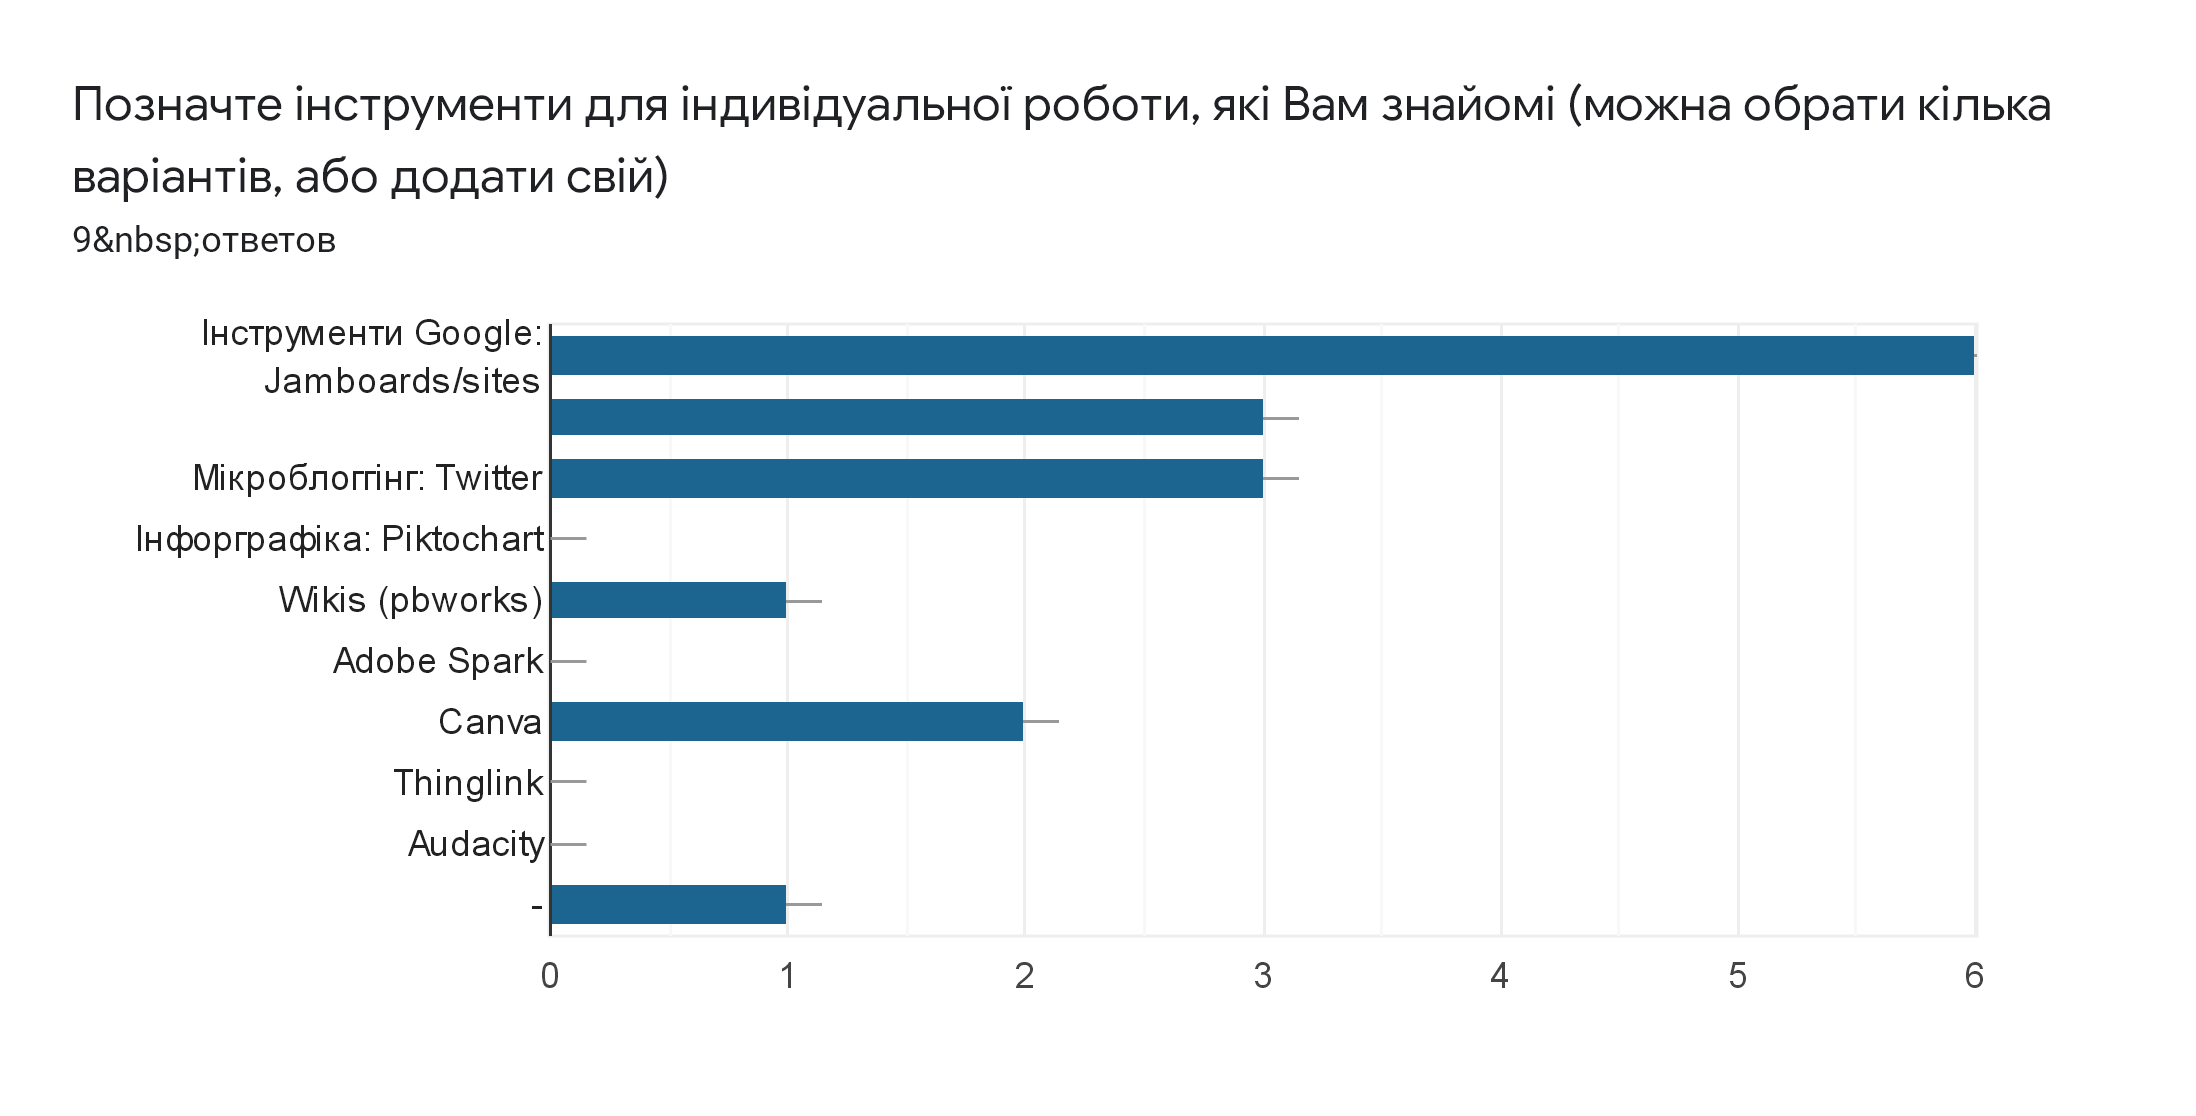 Позначте інструменти для індивідуальної роботи, які Вам знайомі (можна обрати кілька
варіантів, або додати свій)
9&nbsp;ответов
Інструменти Google:
Jamboards/sites
Мікроблоггінг: Twitter
Інфорграфіка: Piktochart
Wikis (pbworks)
Adobe Spark
Canva
Thinglink
Audacity
-
0 1 2 3 4 5 6